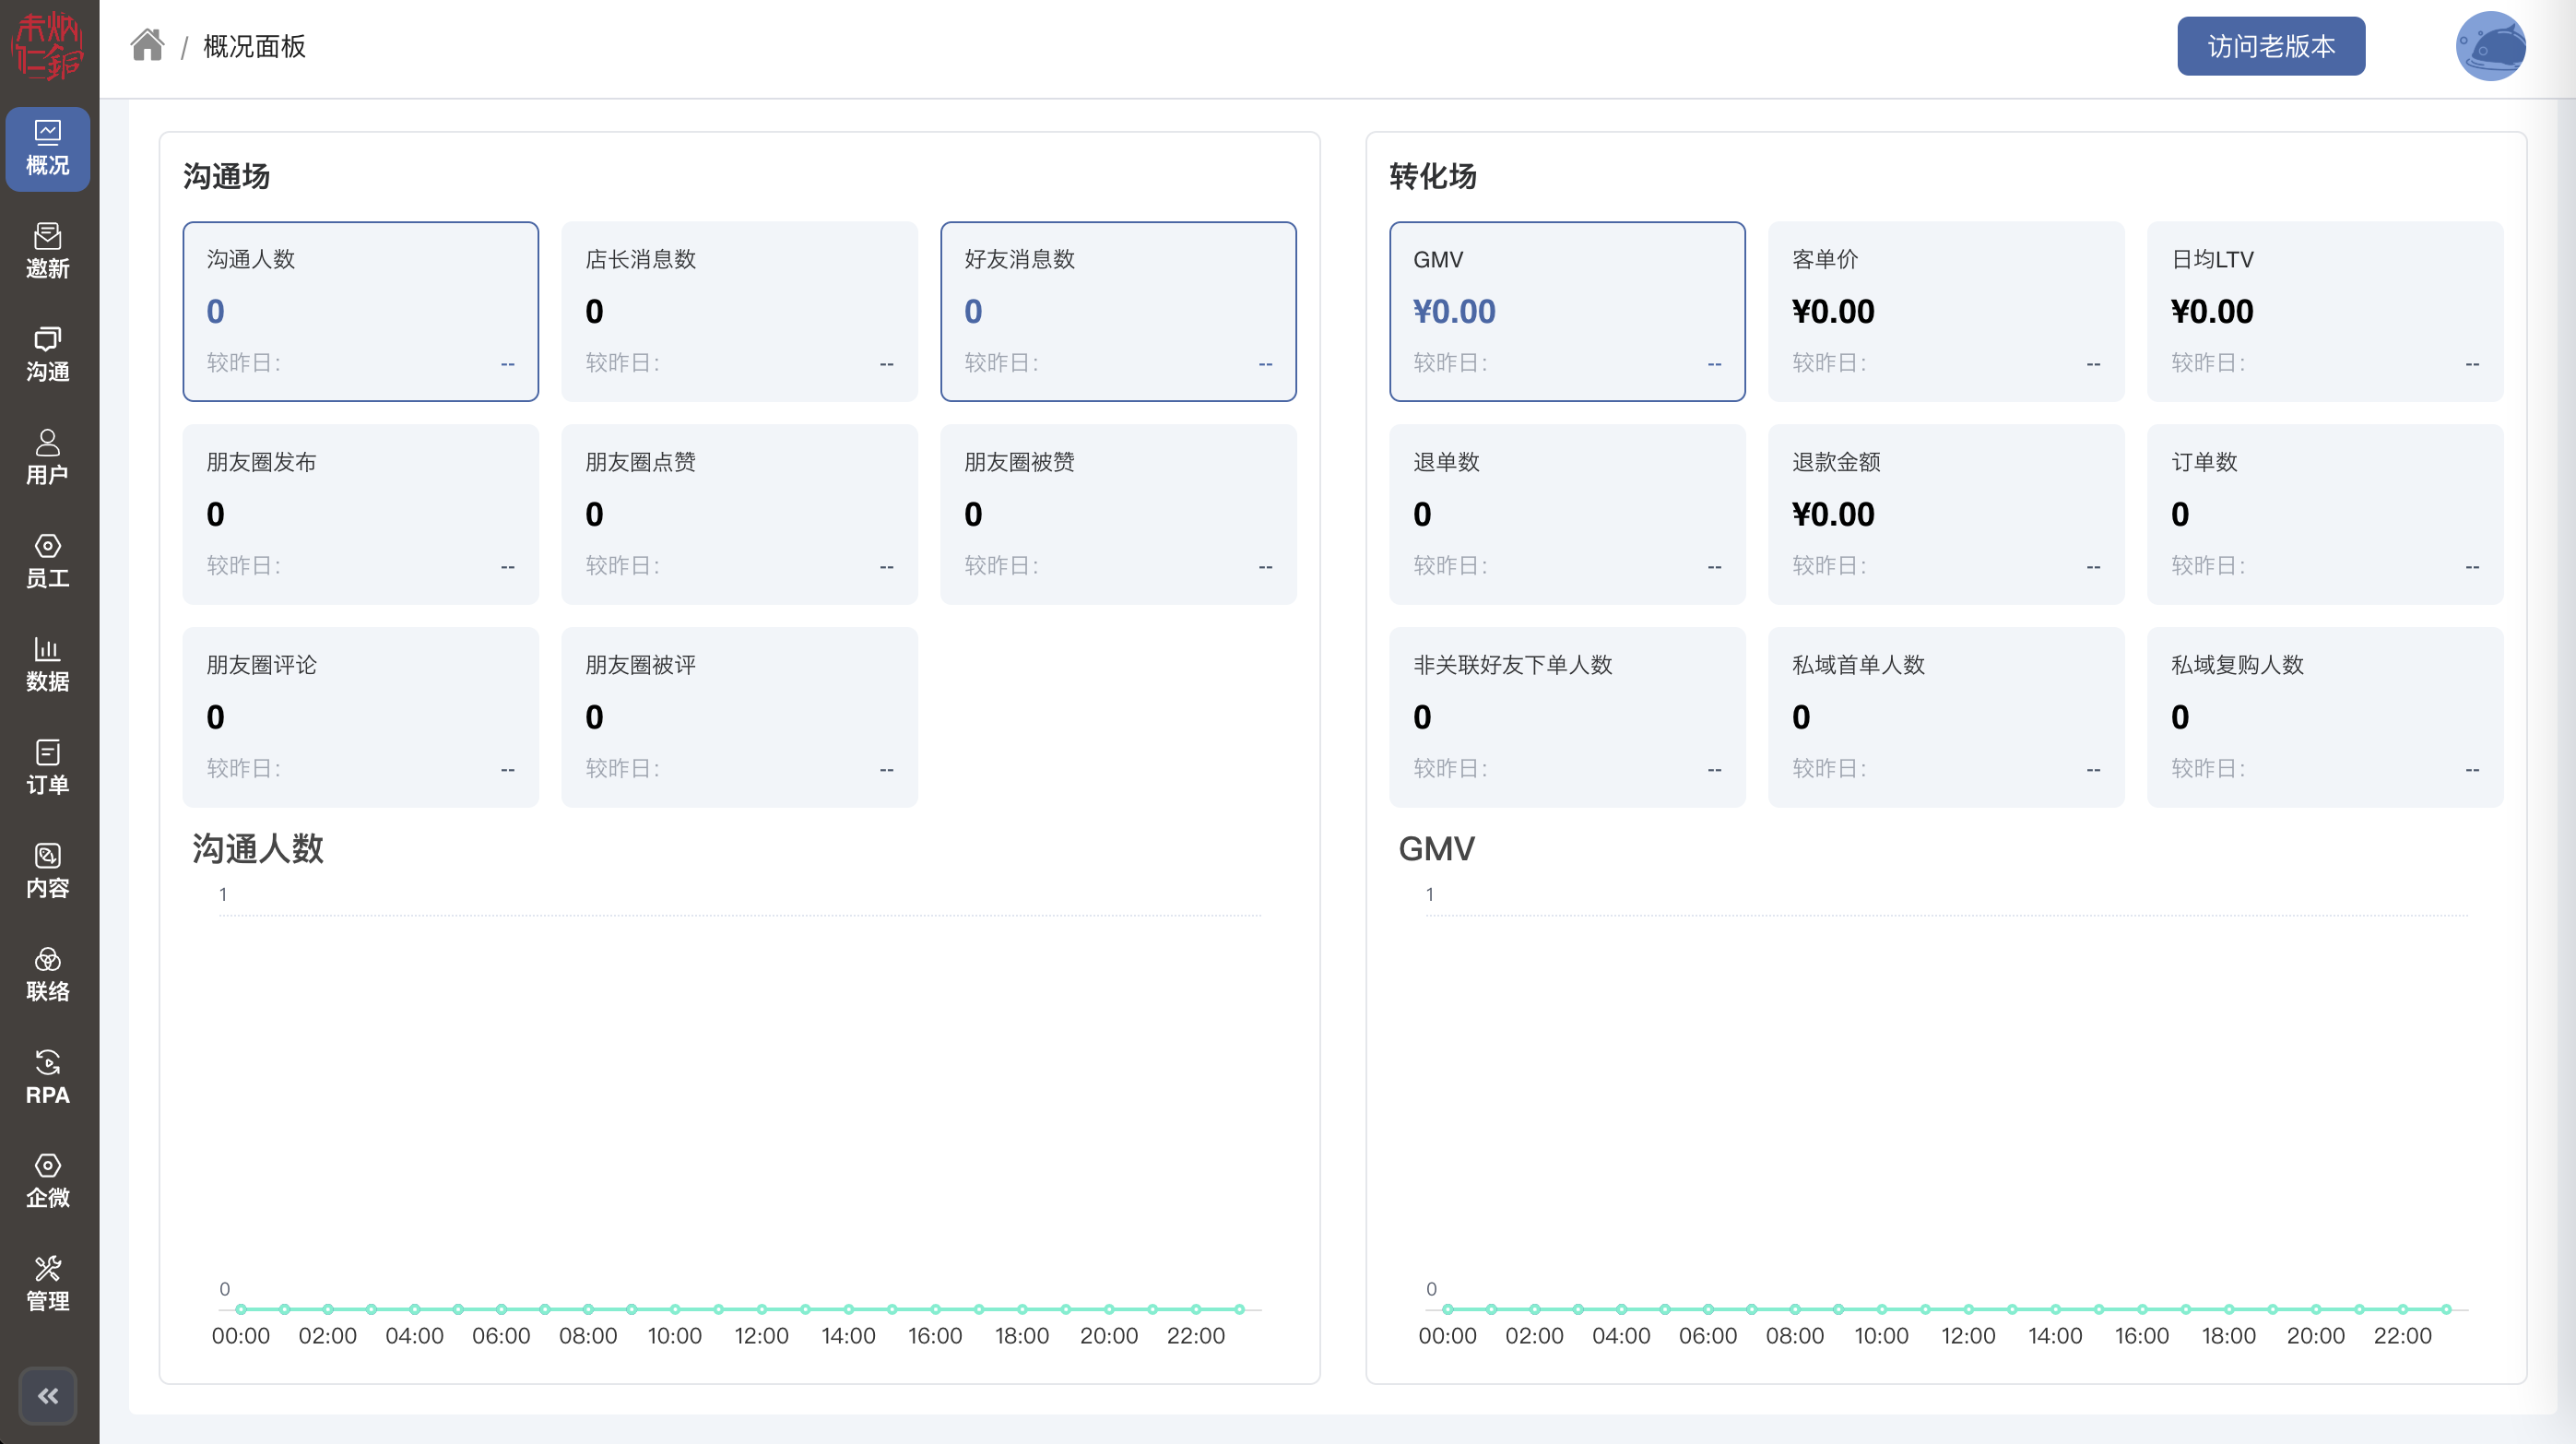 / 概况面板
访问老版本
概况
邀新
沟通
用户
员工
数据
订单
内容
联络
RPA
企微
管理
沟通场
沟通人数
0
较昨日: --
店长消息数
0
较昨日: --
好友消息数
0
较昨日: --
朋友圈发布
0
较昨日: --
朋友圈点赞
0
较昨日: --
朋友圈被赞
0
较昨日: --
朋友圈评论
0
较昨日: --
朋友圈被评
0
较昨日: --
沟通人数
1
0
00:00 02:00 04:00 06:00 08:00 10:00 12:00 14:00 16:00 18:00 20:00 22:00
转化场
GMV
¥0.00
较昨日: --
客单价
¥0.00
较昨日: --
日均LTV
¥0.00
较昨日: --
退单数
0
较昨日: --
退款金额
¥0.00
较昨日: --
订单数
0
较昨日: --
非关联好友下单人数
0
较昨日: --
私域首单人数
0
较昨日: --
私域复购人数
0
较昨日: --
GMV
1
0
00:00 02:00 04:00 06:00 08:00 10:00 12:00 14:00 16:00 18:00 20:00 22:00